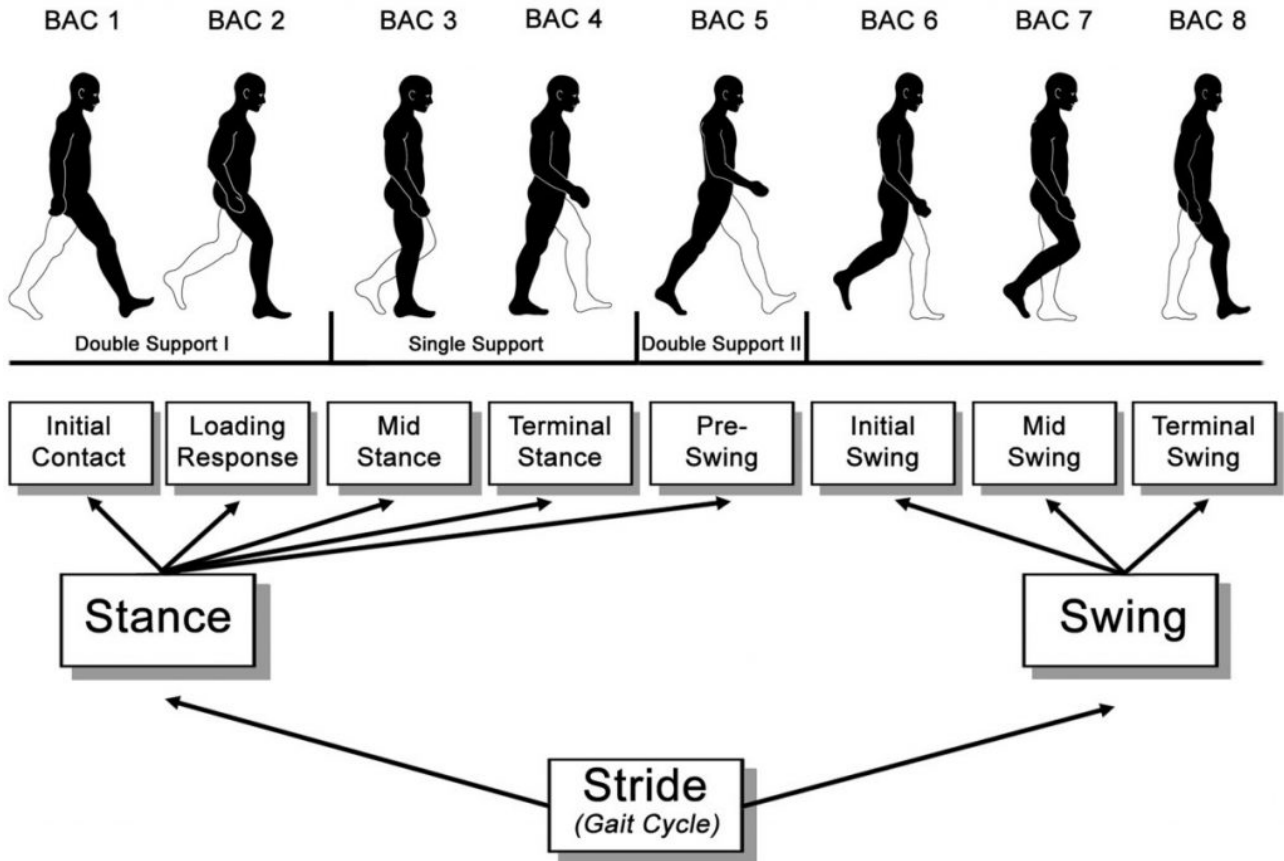 BAC 1 BAC 2 BAC 3 BAC 4 BAC 5 BAC 6 BAC 7 BAC 8
Double Support I Single Support Double Support II
Initial Contact
Loading Response
Mid Stance
Terminal Stance
Pre-Swing
Initial Swing
Mid Swing
Terminal Swing
Stance
Swing
Stride
(Gait Cycle)